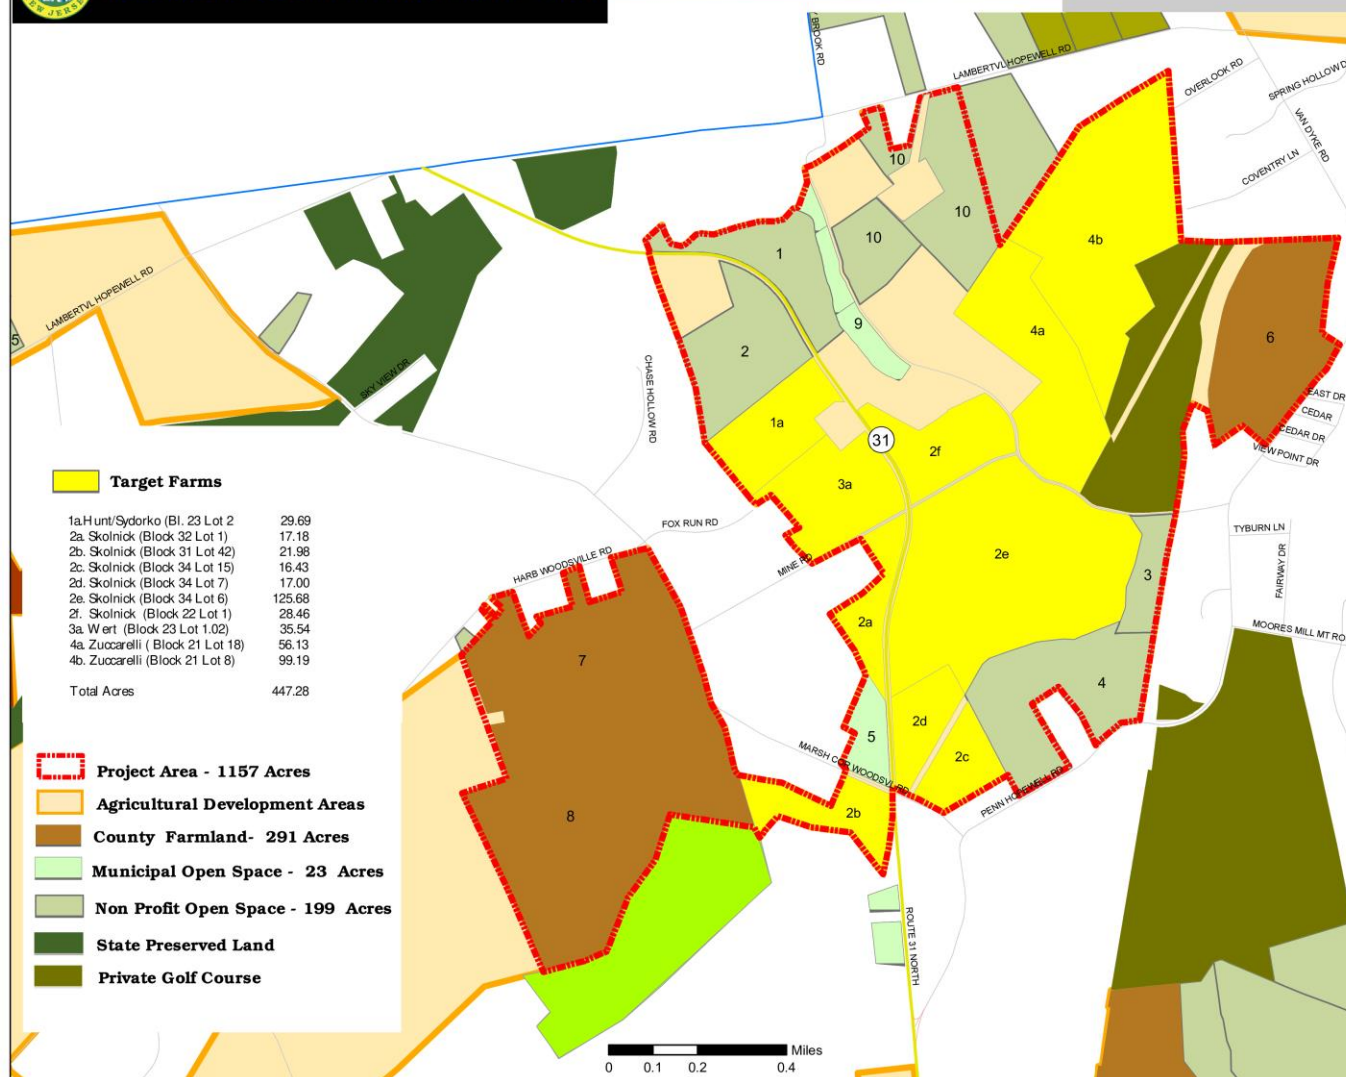 NEW JERSEY
Y BROOK RD
LAMBERTVL HOPEWELL RD
OVERLOOK RD
SPRING HOLLOW D
VAN DYKE RD
COVENTRY LN
10
10
10
4b
1
LAMBERTVL HOPEWELL RD
5
9
4a
6
2
SKY VIEW DR
CHASE HOLLOW RD
EAST DR
CEDAR
CEDAR DR
VIEW POINT DR
1a
31
2f
3a
Target Farms
1a.Hunt/Sydorko (Bl. 23 Lot 2 29.69
2a. Skolnick (Block 32 Lot 1) 17.18
2b. Skolnick (Block 31 Lot 42) 21.98
2c. Skolnick (Block 34 Lot 15) 16.43
2d. Skolnick (Block 34 Lot 7) 17.00
2e. Skolnick (Block 34 Lot 6) 125.68
2f. Skolnick (Block 22 Lot 1) 28.46
3a. Wert (Block 23 Lot 1.02) 35.54
4a. Zuccarelli ( Block 21 Lot 18) 56.13
4b. Zuccarelli (Block 21 Lot 8) 99.19
Total Acres 447.28
FOX RUN RD
TYBURN LN
HARB WOODSVILLE RD
MINE RD
2e
3
FAIRWAY DR
2a
MOORES MILL MT RO
7
4
5
2d
2c
MARSH COR WOODSVL RD
PENN HOPEWELL RD
2b
8
Project Area - 1157 Acres
Agricultural Development Areas
County Farmland- 291 Acres
Municipal Open Space - 23 Acres
Non Profit Open Space - 199 Acres
State Preserved Land
Private Golf Course
ROUTE 31 NORTH
Miles
0 0.1 0.2 0.4